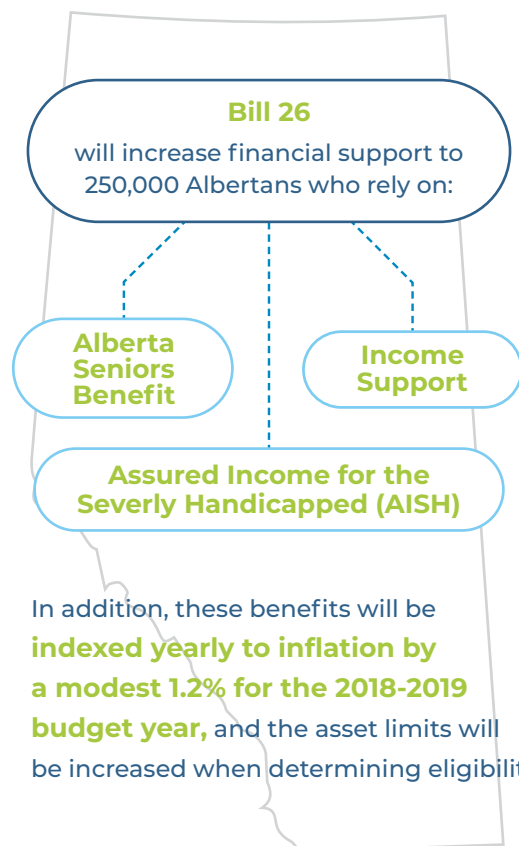 Bill 26
will increase financial support to
250,000 Albertans who rely on:
Alberta
Seniors
Benefit
Income
Support
Assured Income for the
Severly Handicapped (AISH)
In addition, these benefits will be
indexed yearly to inflation by
a modest 1.2% for the 2018-2019
budget year, and the asset limits will
be increased when determining